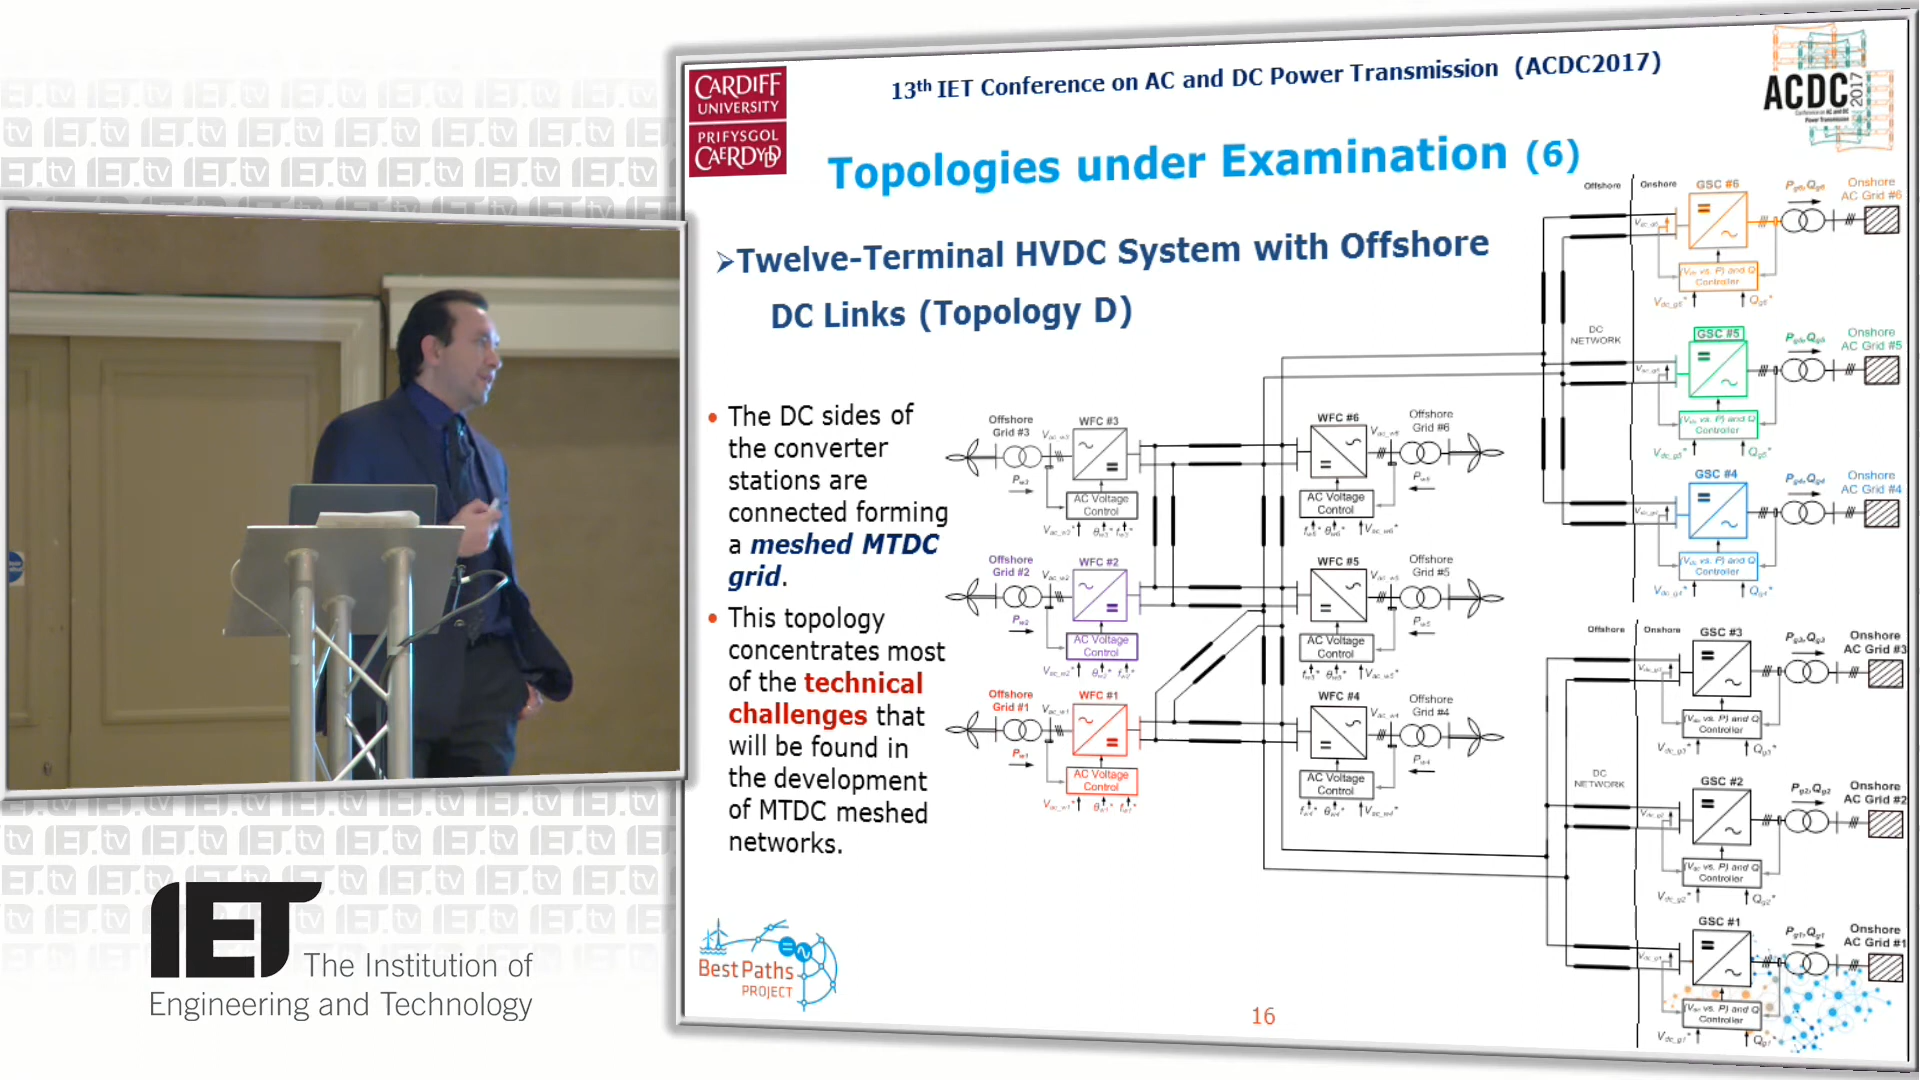 CARDIFF
UNIVERSITY
PRIFYSGOL
CAERDYDD
13th IET Conference on AC and DC Power Transmission (ACDC2017)
ACDC 2017
Topologies under Examination (6)
➢Twelve-Terminal HVDC System with Offshore
DC Links (Topology D)
• The DC sides of
the converter
stations are
connected forming
a meshed MTDC
grid.
• This topology
concentrates most
of the technical
challenges that
will be found in
the development
of MTDC meshed
networks.
Offshore
Grid #3
WFC #3
AC Voltage
Control
Offshore
Grid #2
WFC #2
AC Voltage
Control
Offshore
Grid #1
WFC #1
AC Voltage
Control
WFC #6
Offshore
Grid #6
AC Voltage
Control
WFC #5
Offshore
Grid #5
AC Voltage
Control
WFC #4
Offshore
Grid #4
AC Voltage
Control
Offshore
Onshore
GSC #6
Onshore
AC Grid #6
Controller
DC
NETWORK
GSC #5
Onshore
AC Grid #5
Controller
GSC #4
Onshore
AC Grid #4
Controller
Offshore
Onshore
GSC #3
Onshore
AC Grid #3
Controller
DC
NETWORK
GSC #2
Onshore
AC Grid #2
Controller
GSC #1
Onshore
AC Grid #1
Controller
Best Paths
PROJECT
16
IET
The Institution of
Engineering and Technology